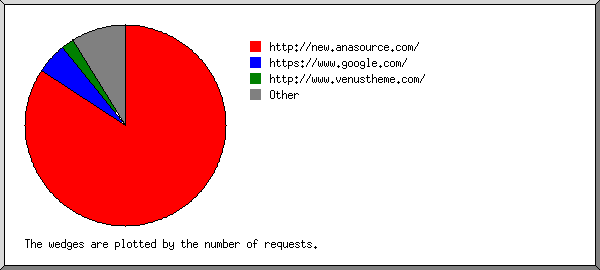 http://new.anasource.com/
https://www.google.com/
http://www.venustheme.com/
Other
The wedges are plotted by the number of requests.